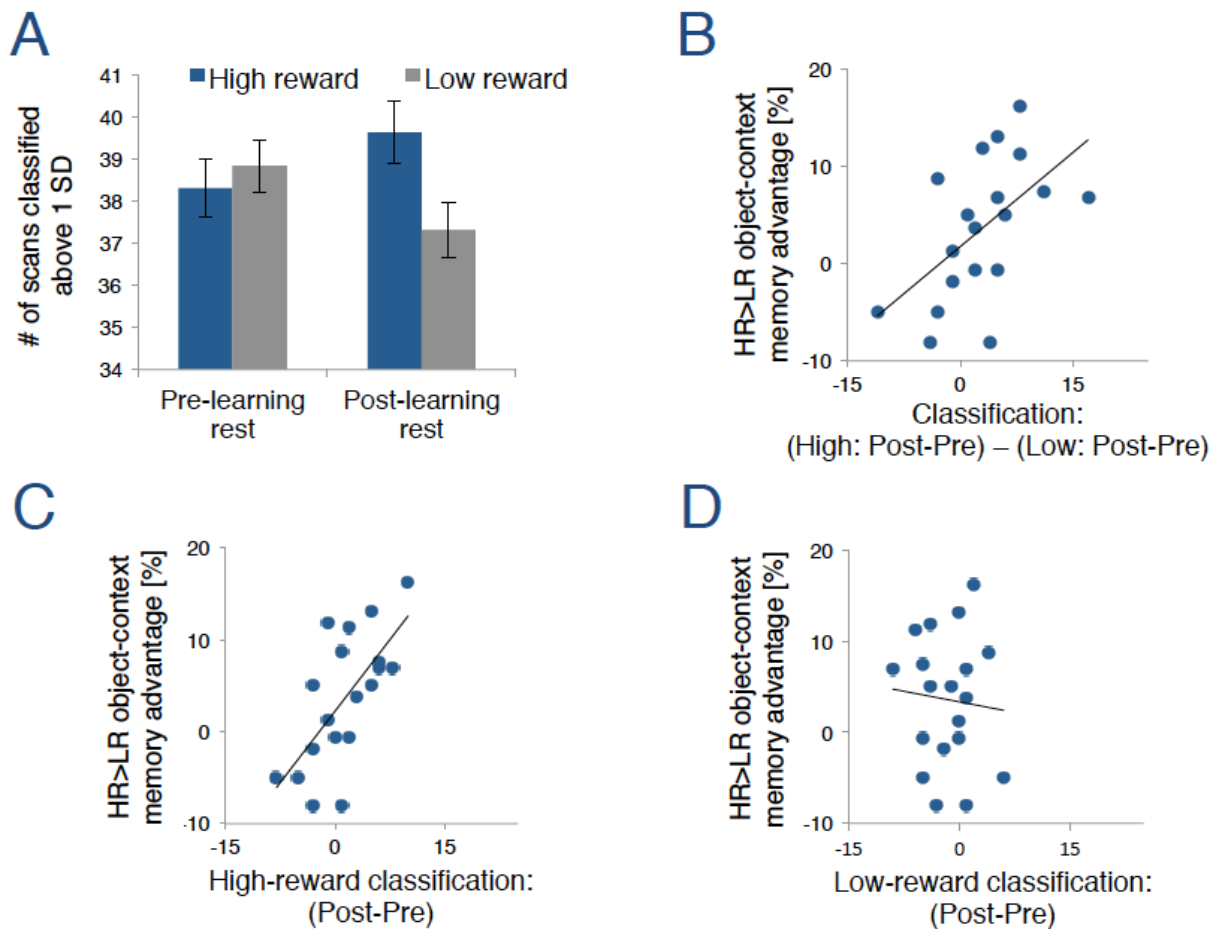 A
# of scans classified
above 1 SD
41
40
39
38
37
36
35
34
High reward
Low reward
Pre-learning
rest
Post-learning
rest
B
HR>LR object-context
memory advantage [%]
20
10
0
-10
-15
0
15
Classification:
(High: Post-Pre) – (Low: Post-Pre)
C
HR>LR object-context
memory advantage [%]
20
10
0
-10
-15
0
15
High-reward classification:
(Post-Pre)
D
HR>LR object-context
memory advantage [%]
20
10
0
-10
-15
0
15
Low-reward classification:
(Post-Pre)